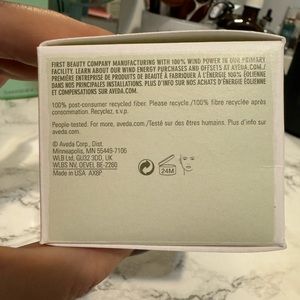 FIRST BEAUTY COMPANY MANUFACTURING WITH 100% WIND POWER IN OUR PRIMARY
FACILITY. LEARN ABOUT OUR WIND ENERGY PURCHASES AND OFFSETS AT AVEDA.COM./
PREMIÈRE ENTREPRISE DE PRODUITS DE BEAUTÉ À FABRIQUER À L'ÉNERGIE 100% ÉOLIENNE
DANS NOS PRINCIPALES INSTALLATIONS. PLUS D'INFO SUR NOS ACHATS D'ÉNERGIE ÉOLIENNE
ET COMPENSATIONS SUR AVEDA.COM.
100% post-consumer recycled fiber. Please recycle./100% fibre recyclée après
consommation. Recyclez, s.v.p.
People-tested. For more, aveda.com./Testé sur des êtres humains. Plus d'info sur
aveda.com.
© Aveda Corp., Dist.
Minneapolis, MN 55449-7106
WLB Ltd, GU32 3DD, UK
WLBS NV, DEVEL BE-2260
Made in USA AX8P
24M